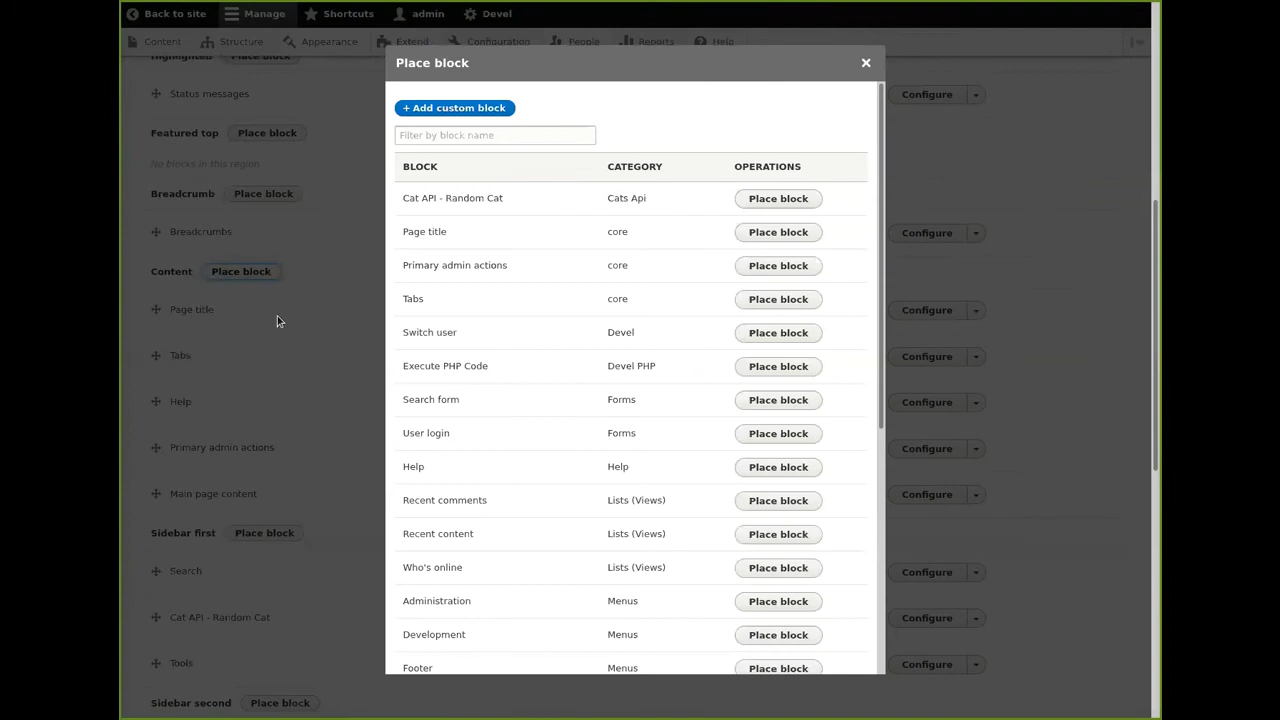 Back to site Manage Shortcuts admin Devel
Content Structure Appearance Extend Configuration People Reports Help
Highlighted Place block
Status messages Configure
Featured top Place block
No blocks in this region
Breadcrumb Place block
Breadcrumbs Configure
Content Place block
Page title Configure
Tabs Configure
Help Configure
Primary admin actions Configure
Main page content Configure
Sidebar first Place block
Search Configure
Cat API - Random Cat Configure
Tools Configure
Sidebar second Place block
Place block
+ Add custom block
Filter by block name
BLOCK CATEGORY OPERATIONS
Cat API - Random Cat Cats Api Place block
Page title core Place block
Primary admin actions core Place block
Tabs core Place block
Switch user Devel Place block
Execute PHP Code Devel PHP Place block
Search form Forms Place block
User login Forms Place block
Help Help Place block
Recent comments Lists (Views) Place block
Recent content Lists (Views) Place block
Who's online Lists (Views) Place block
Administration Menus Place block
Development Menus Place block
Footer Menus Place block